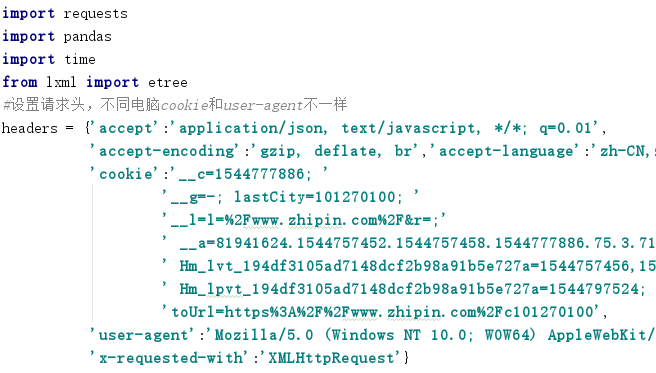 import requests
import pandas
import time
from lxml import etree
#设置请求头，不同电脑cookie和user-agent不一样
headers = {'accept':'application/json, text/javascript, */*; q=0.01',
'accept-encoding':'gzip, deflate, br','accept-language':'zh-CN,
'cookie':'__c=1544777886; '
'__g=-; lastCity=101270100; '
'__l=l=%2Fwww.zhipin.com%2F&r=;'
' __a=81941624.1544757452.1544757458.1544777886.75.3.71
' Hm_lvt_194df3105ad7148dcf2b98a91b5e727a=1544757456,15
' Hm_lpvt_194df3105ad7148dcf2b98a91b5e727a=1544797524; 
'toUrl=https%3A%2F%2Fwww.zhipin.com%2Fc101270100',
'user-agent':'Mozilla/5.0 (Windows NT 10.0; WOW64) AppleWebKit/
'x-requested-with':'XMLHttpRequest'}